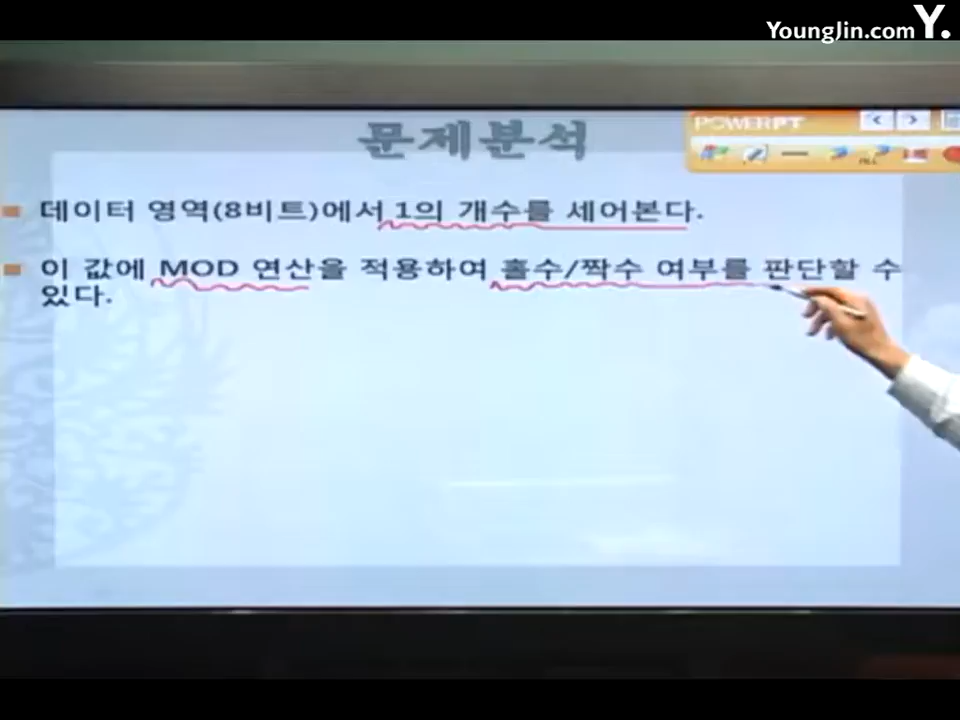 YoungJin.com Y.
문제분석
POWERPT
데이터 영역(8비트)에서 1의 개수를 세어본다.
이 값에 MOD 연산을 적용하여 홀수/짝수 여부를 판단할 수
있다.